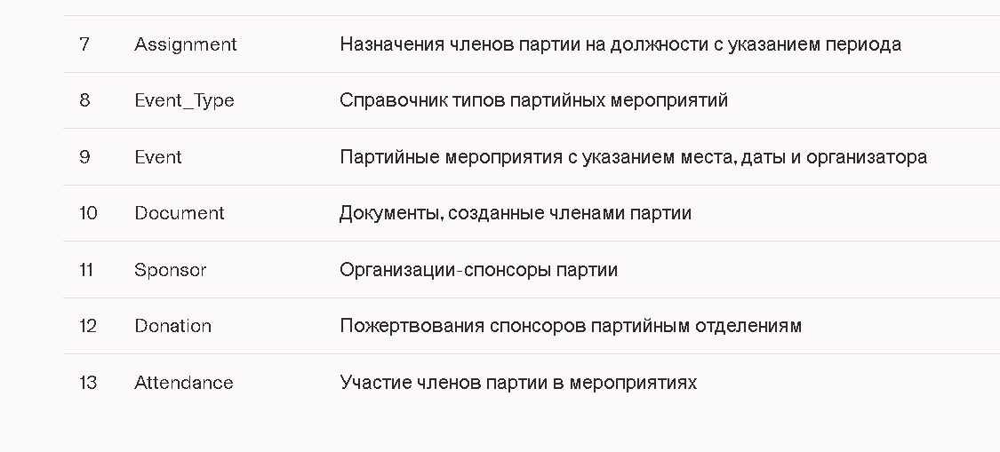 7 Assignment Назначения членов партии на должности с указанием периода
8 Event_Type Справочник типов партийных мероприятий
9 Event Партийные мероприятия с указанием места, даты и организатора
10 Document Документы, созданные членами партии
11 Sponsor Организации-спонсоры партии
12 Donation Пожертвования спонсоров партийным отделениям
13 Attendance Участие членов партии в мероприятиях